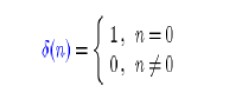 δ(n) = { 1, n = 0
0, n ≠ 0